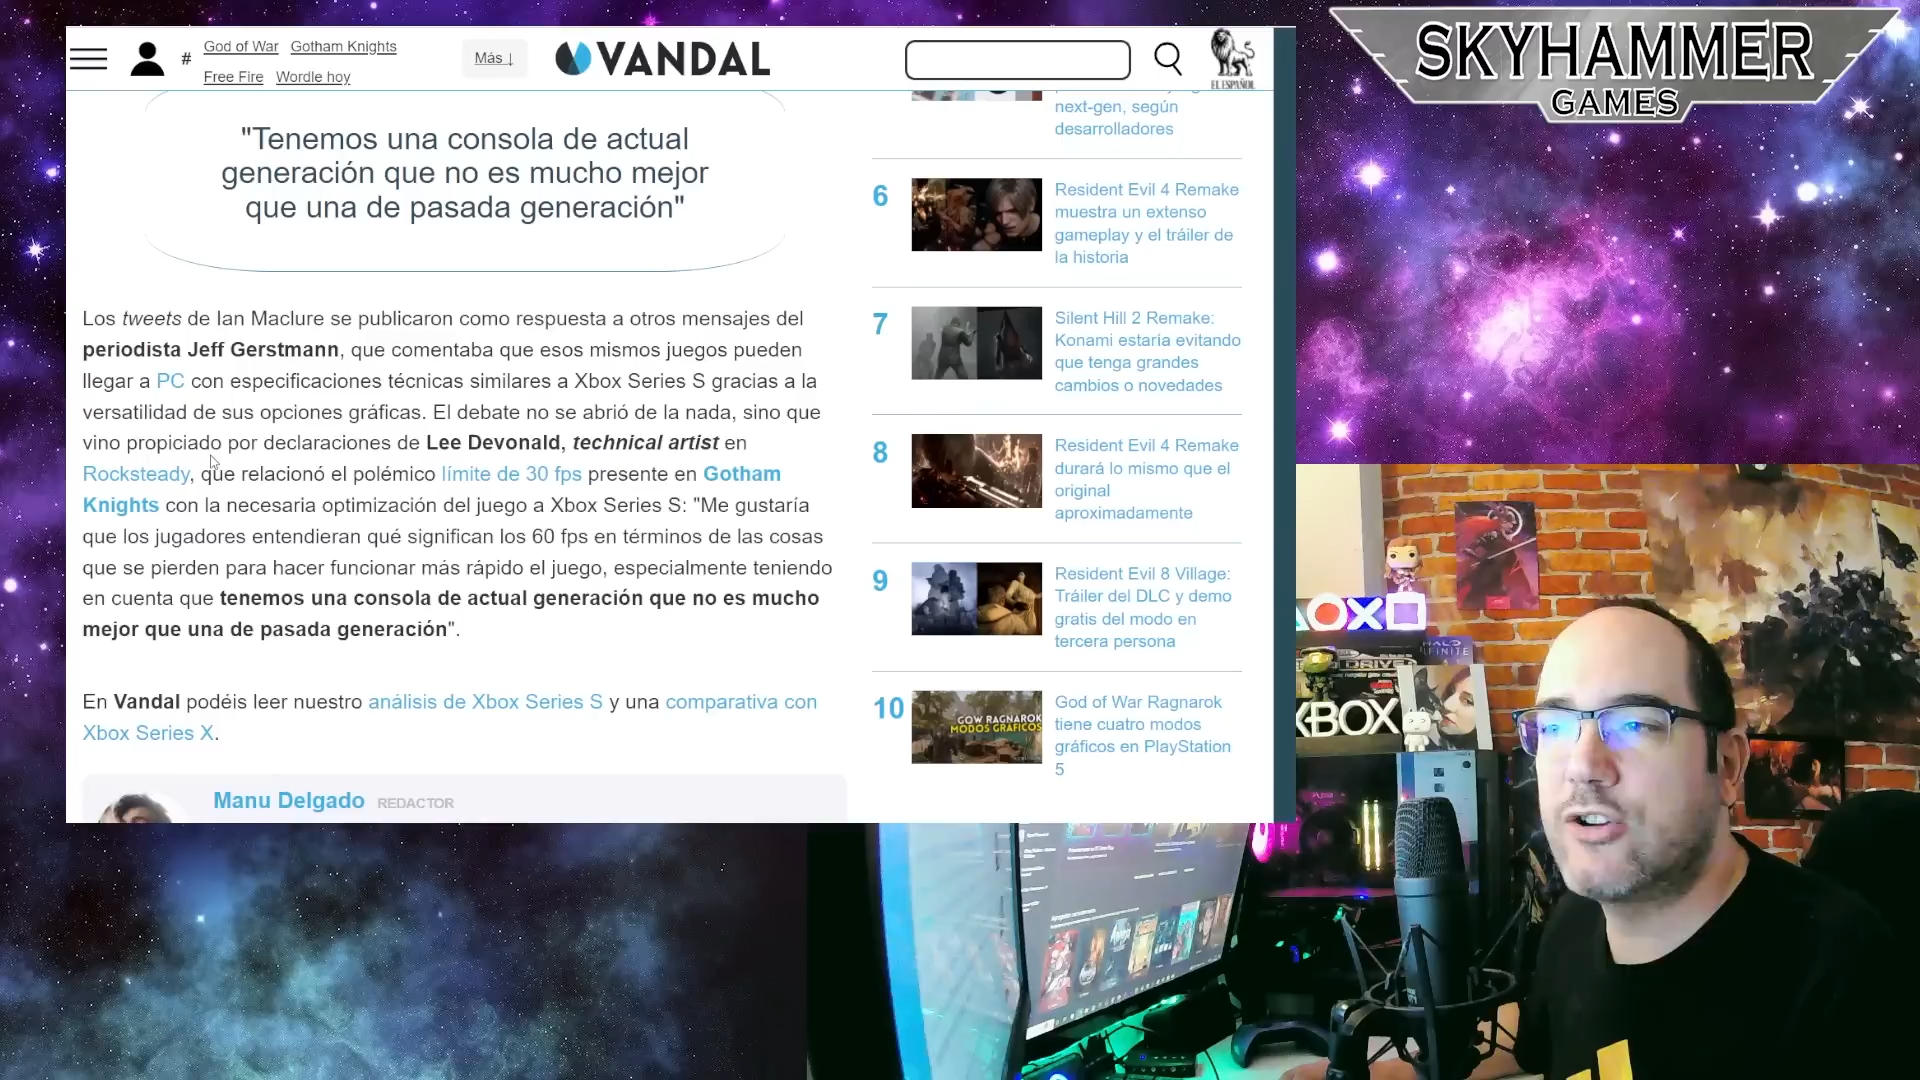 SKYHAMMER
GAMES
# God of War Gotham Knights
Free Fire Wordle hoy
Más ↓
VANDAL
EL ESPAÑOL
"Tenemos una consola de actual
generación que no es mucho mejor
que una de pasada generación"
Los tweets de Ian Maclure se publicaron como respuesta a otros mensajes del
periodista Jeff Gerstmann, que comentaba que esos mismos juegos pueden
llegar a PC con especificaciones técnicas similares a Xbox Series S gracias a la
versatilidad de sus opciones gráficas. El debate no se abrió de la nada, sino que
vino propiciado por declaraciones de Lee Devonald, technical artist en
Rocksteady, que relacionó el polémico límite de 30 fps presente en Gotham
Knights con la necesaria optimización del juego a Xbox Series S: "Me gustaría
que los jugadores entendieran qué significan los 60 fps en términos de las cosas
que se pierden para hacer funcionar más rápido el juego, especialmente teniendo
en cuenta que tenemos una consola de actual generación que no es mucho
mejor que una de pasada generación".
En Vandal podéis leer nuestro análisis de Xbox Series S y una comparativa con
Xbox Series X.
Manu Delgado REDACTOR
next-gen, según
desarrolladores
6
Resident Evil 4 Remake
muestra un extenso
gameplay y el tráiler de
la historia
7
Silent Hill 2 Remake:
Konami estaria evitando
que tenga grandes
cambios o novedades
8
Resident Evil 4 Remake
durará lo mismo que el
original
aproximadamente
9
Resident Evil 8 Village:
Tráiler del DLC y demo
gratis del modo en
tercera persona
10
GOW RAGNAROK
MODOS GRÁFICOS
God of War Ragnarok
tiene cuatro modos
gráficos en PlayStation
5
HALO
INFINITE
DRIVE
XBOX